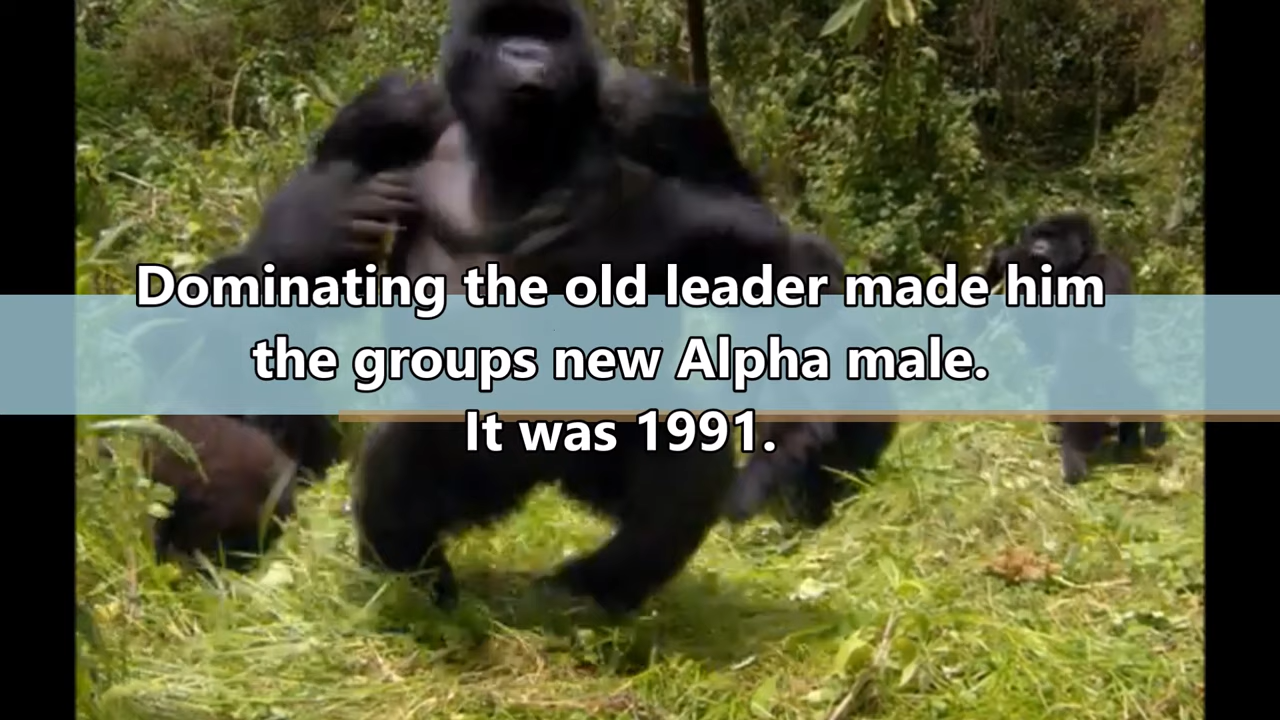 Dominating the old leader made him
the groups new Alpha male.
It was 1991.